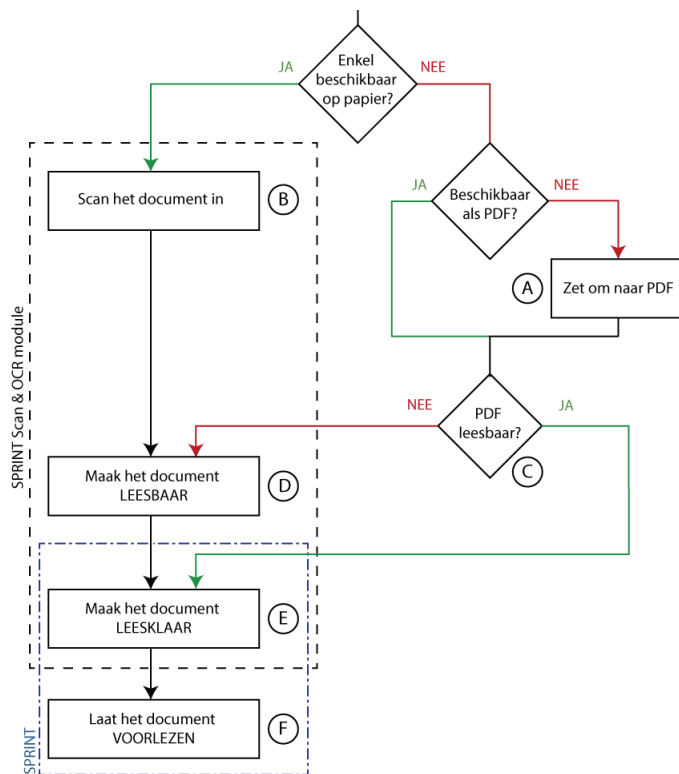 Enkel
beschikbaar
op papier?
JA
NEE
Beschikbaar
als PDF?
JA
NEE
Scan het document in
B
A
Zet om naar PDF
PDF
leesbaar?
NEE
JA
C
SPRINT Scan & OCR module
Maak het document
LEESBAAR
D
Maak het document
LEESKLAAR
E
Laat het document
VOORLEZEN
F
SPRINT